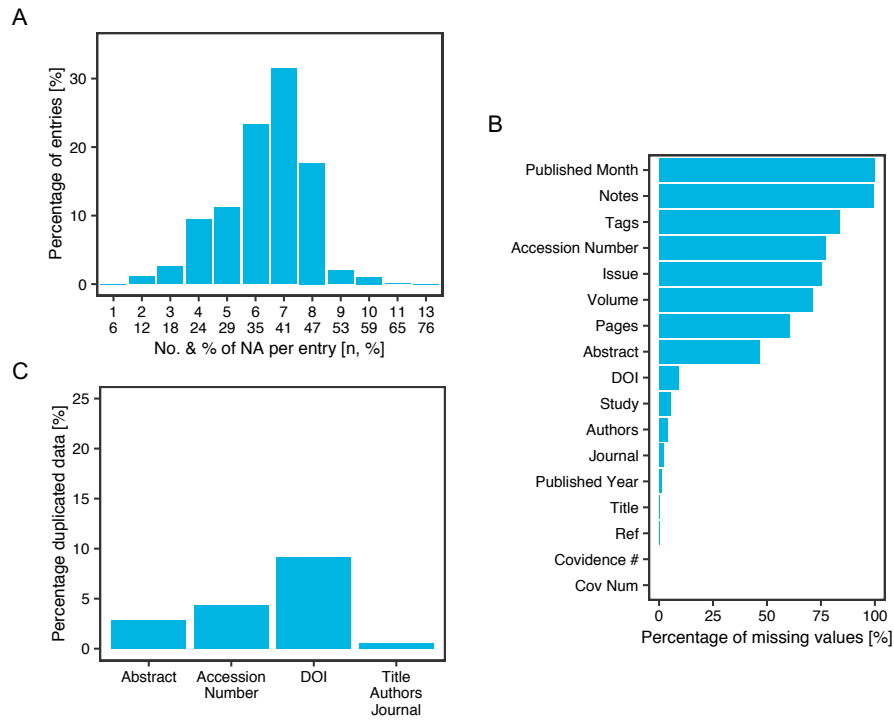 A
Percentage of entries [%]
30
20
10
0
1 2 3 4 5 6 7 8 9 10 11 13
6 12 18 24 29 35 41 47 53 59 65 76
No. & % of NA per entry [n, %]
B
Published Month
Notes
Tags
Accession Number
Issue
Volume
Pages
Abstract
DOI
Study
Authors
Journal
Published Year
Title
Ref
Covidence #
Cov Num
0 25 50 75 100
Percentage of missing values [%]
C
Percentage duplicated data [%]
25
20
15
10
5
0
Abstract
Accession
Number
DOI
Title
Authors
Journal